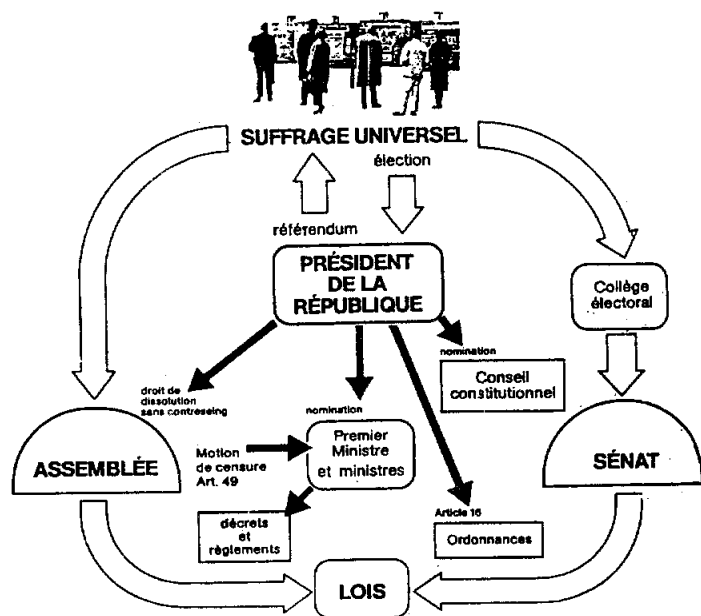 SUFFRAGE UNIVERSEL
élection
référendum
PRÉSIDENT
DE LA
RÉPUBLIQUE
Collège
électoral
nomination
Conseil
constitutionnel
droit de
dissolution
sans contreseing
nomination
Premier
Ministre
et ministres
Motion
de censure
Art. 49
ASSEMBLÉE
SÉNAT
décrets
et
règlements
Article 16
Ordonnances
LOIS